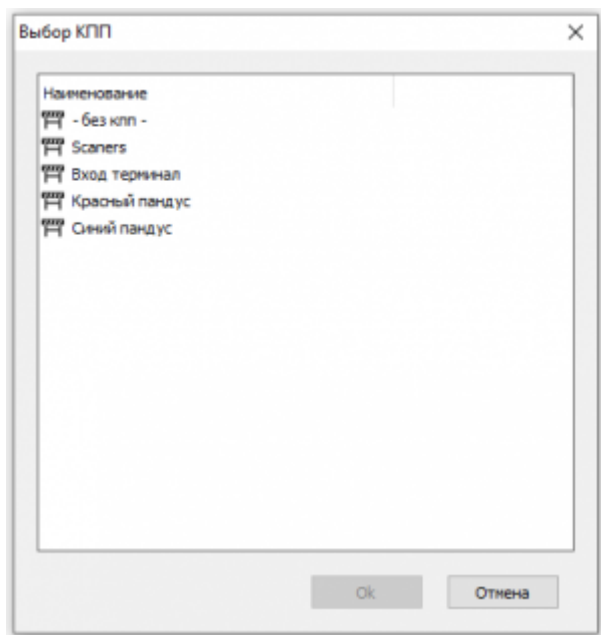 Выбор КПП
Наименование
- без кпп -
Scaners
Вход терминал
Красный пандус
Синий пандус
Ok
Отмена